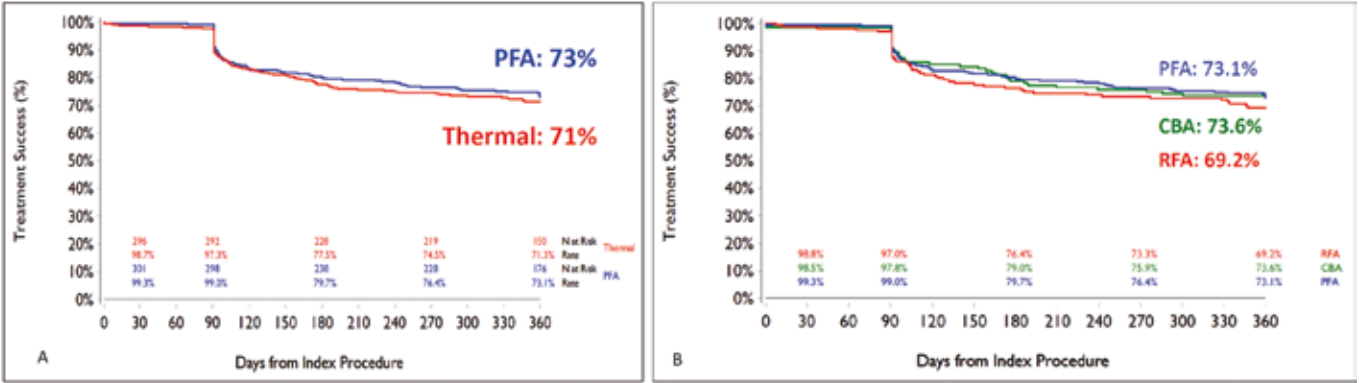 100%
90%
80%
70%
60%
50%
40%
30%
20%
10%
0%
Treatment Success (%)
PFA: 73%
Thermal: 71%
296 292 228 219 150 N at Risk
98.7% 97.3% 77.5% 74.5% 71.3% Rate
Thermal
301 298 238 228 176 N at Risk
99.3% 99.0% 79.7% 76.4% 73.1% Rate
PFA
0 30 60 90 120 150 180 210 240 270 300 330 360
A
Days from Index Procedure
100%
90%
80%
70%
60%
50%
40%
30%
20%
10%
0%
Treatment Success (%)
PFA: 73.1%
CBA: 73.6%
RFA: 69.2%
98.8% 97.0% 76.4% 73.3% 69.2% RFA
98.5% 97.8% 79.0% 75.9% 73.6% CBA
99.3% 99.0% 79.7% 76.4% 73.1% PFA
0 30 60 90 120 150 180 210 240 270 300 330 360
B
Days from Index Procedure